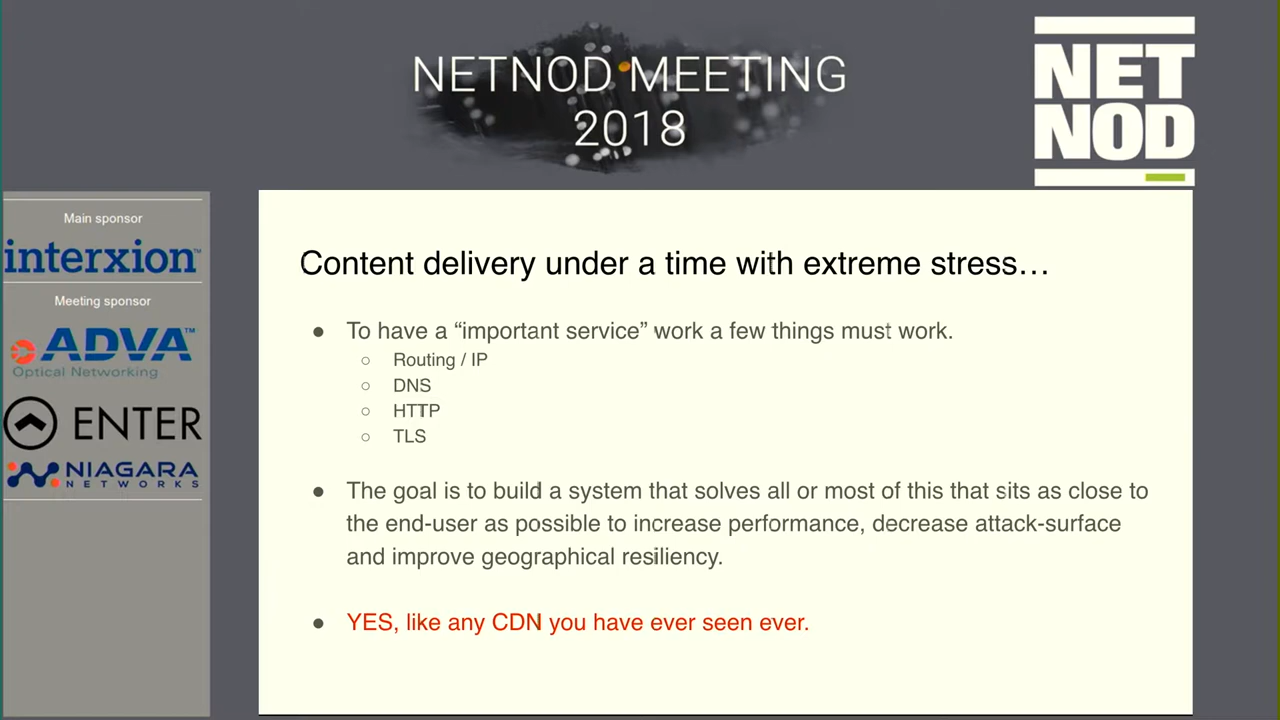 NETNOD MEETING
2018
NET
NOD
Main sponsor
interxion™
Meeting sponsor
ADVA™
Optical Networking
ENTER
NIAGARA
NETWORKS
Content delivery under a time with extreme stress…
● To have a “important service” work a few things must work.
○ Routing / IP
○ DNS
○ HTTP
○ TLS
● The goal is to build a system that solves all or most of this that sits as close to
the end-user as possible to increase performance, decrease attack-surface
and improve geographical resiliency.
● YES, like any CDN you have ever seen ever.